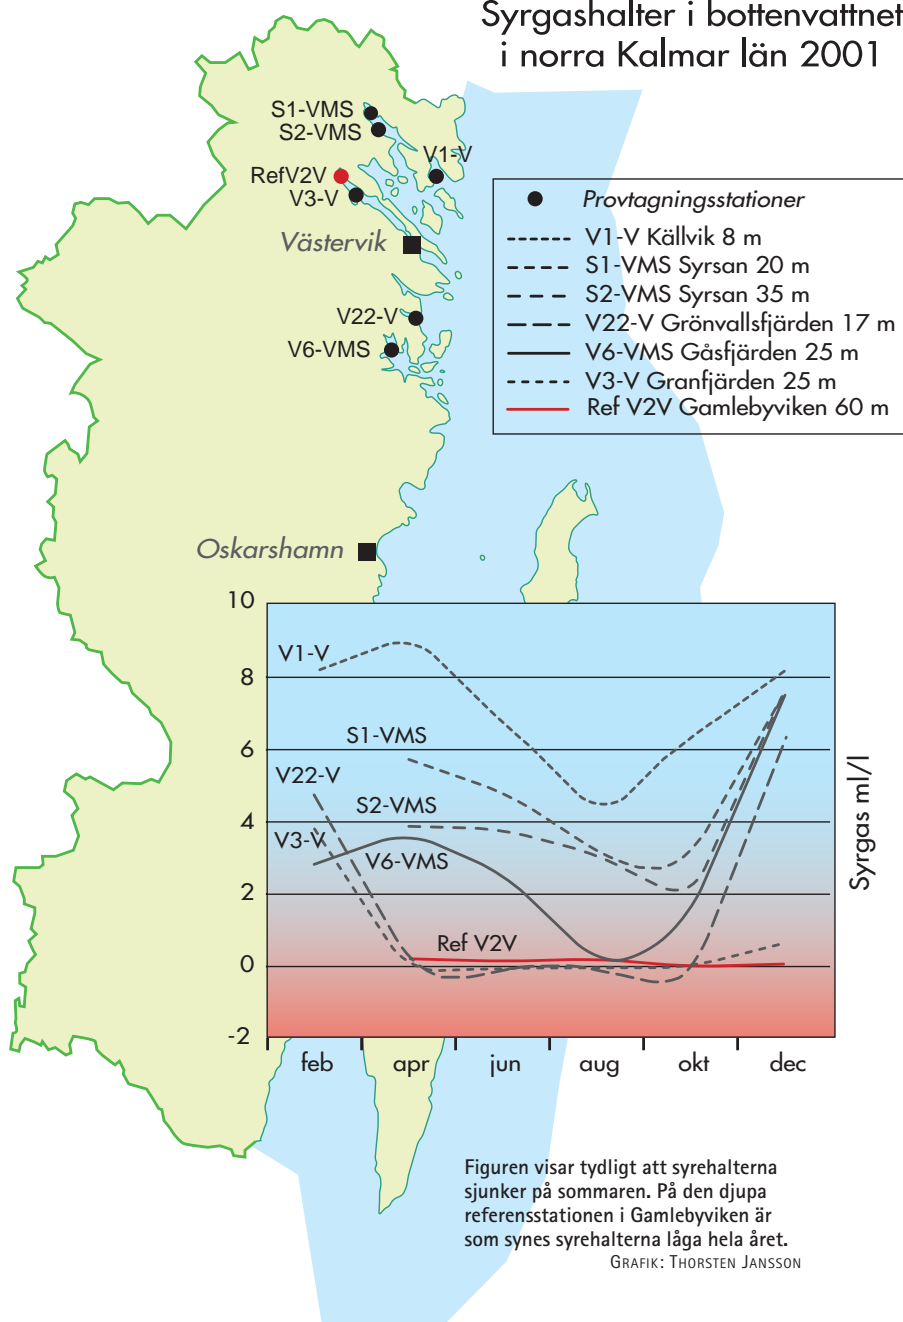 Syrgashalter i bottenvattnet
i norra Kalmar län 2001
S1-VMS
S2-VMS
V1-V
RefV2V
V3-V
Västervik
V22-V
V6-VMS
Oskarshamn
Provtagningsstationer
V1-V Källvik 8 m
S1-VMS Syrsan 20 m
S2-VMS Syrsan 35 m
V22-V Grönvallsfjärden 17 m
V6-VMS Gåsfjärden 25 m
V3-V Granfjärden 25 m
Ref V2V Gamlebyviken 60 m
10
8
6
4
2
0
-2
V1-V
S1-VMS
V22-V
S2-VMS
V3-V
V6-VMS
Ref V2V
Syrgas ml/l
feb apr jun aug okt dec
Figuren visar tydligt att syrehalterna
sjunker på sommaren. På den djupa
referensstationen i Gamlebyviken är
som synes syrehalterna låga hela året.
GRAFIK: THORSTEN JANSSON